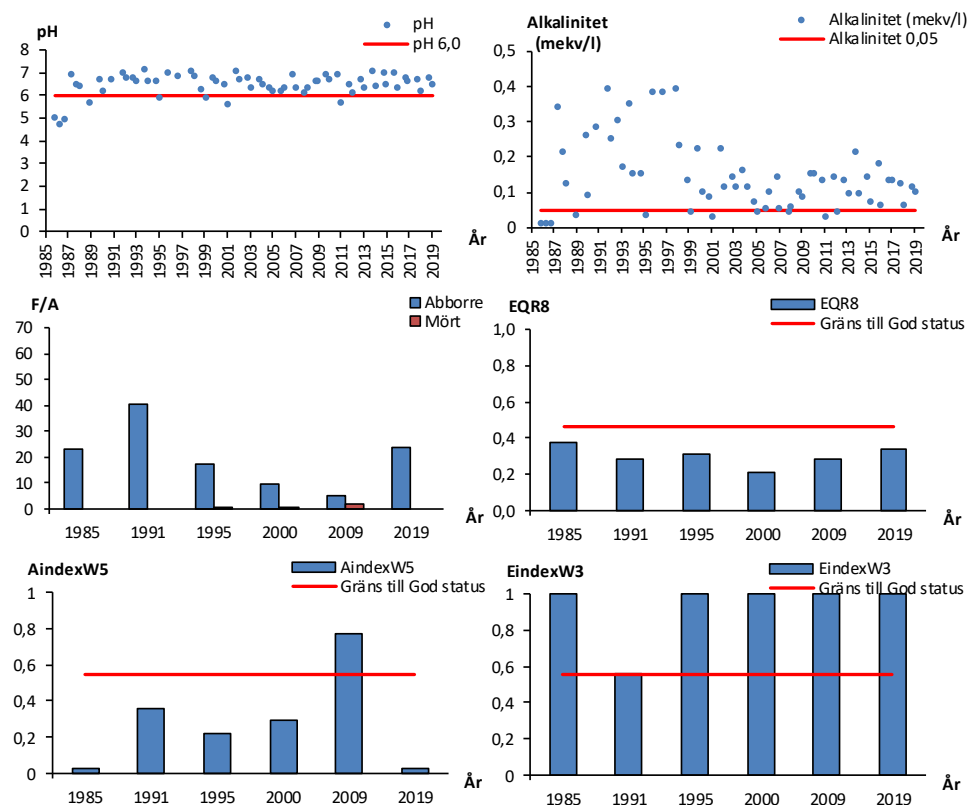 pH
pH 6,0
8
7
6
5
4
3
2
1
0
1985 1987 1989 1991 1993 1995 1997 1999 2001 2003 2005 2007 2009 2011 2013 2015 2017 2019
År
Alkalinitet
(mekv/l)
Alkalinitet (mekv/l)
Alkalinitet 0,05
0,5
0,4
0,3
0,2
0,1
0
1985 1987 1989 1991 1993 1995 1997 1999 2001 2003 2005 2007 2009 2011 2013 2015 2017 2019
År
F/A
Abborre
Mört
70
60
50
40
30
20
10
0
1985 1991 1995 2000 2009 2019
År
EQR8
EQR8
Gräns till God status
1,0
0,8
0,6
0,4
0,2
0,0
1985 1991 1995 2000 2009 2019
År
AindexW5
AindexW5
Gräns till God status
1
0,8
0,6
0,4
0,2
0
1985 1991 1995 2000 2009 2019
År
EindexW3
EindexW3
Gräns till God status
1
0,8
0,6
0,4
0,2
0
1985 1991 1995 2000 2009 2019
År